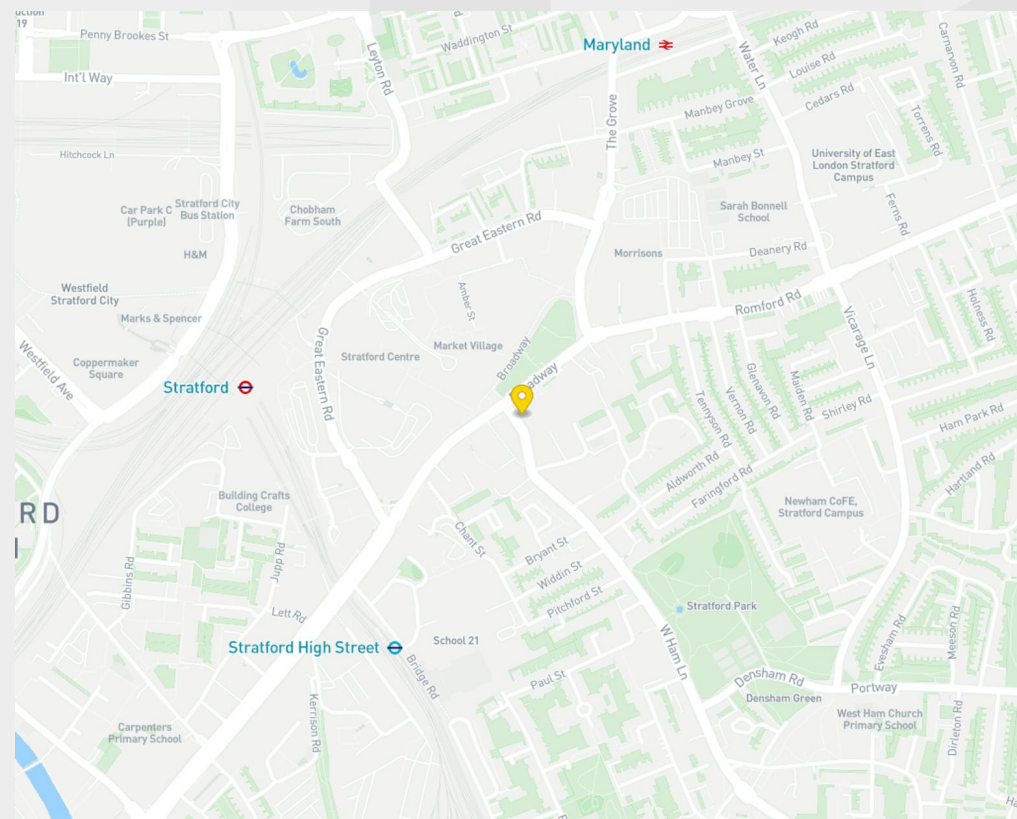 uction
19
Penny Brookes St
Int'l Way
Leyton Rd
Waddington St
Maryland
Water Ln
Keogh Rd
Louise Rd
Cedars Rd
Carnarvon Rd
Torrens Rd
The Grove
Manbey Grove
Manbey St
University of East
London Stratford
Campus
Hitchcock Ln
Car Park C
(Purple)
Stratford City
Bus Station
Chobham
Farm South
Great Eastern Rd
Sarah Bonnell
School
Ferns Rd
H&M
Morrisons
Deanery Rd
Westfield
Stratford City
Amber St
Romford Rd
Holness Rd
Marks & Spencer
Vicarage Ln
Westfield Ave
Coppermaker
Square
Great Eastern Rd
Stratford Centre
Market Village
Broadway
adway
Stratford
Tennyson Rd
Vernon Rd
Glenavon Rd
Maiden Rd
Shirley Rd
Ham Park Rd
Aldworth Rd
Faringford Rd
Hartland Rd
RD
Building Crafts
College
Newham CoFE,
Stratford Campus
Chant St
Bryant St
Widdin St
Pitchford St
Gibbins Rd
Jupp Rd
Lett Rd
Stratford Park
Stratford High Street
School 21
Bridge Rd
W Ham Ln
Evesham Rd
Meeson Rd
Paul St
Densham Rd
Densham Green
Portway
Kerrison Rd
Carpenters
Primary School
West Ham Church
Primary School
Dirleton Rd